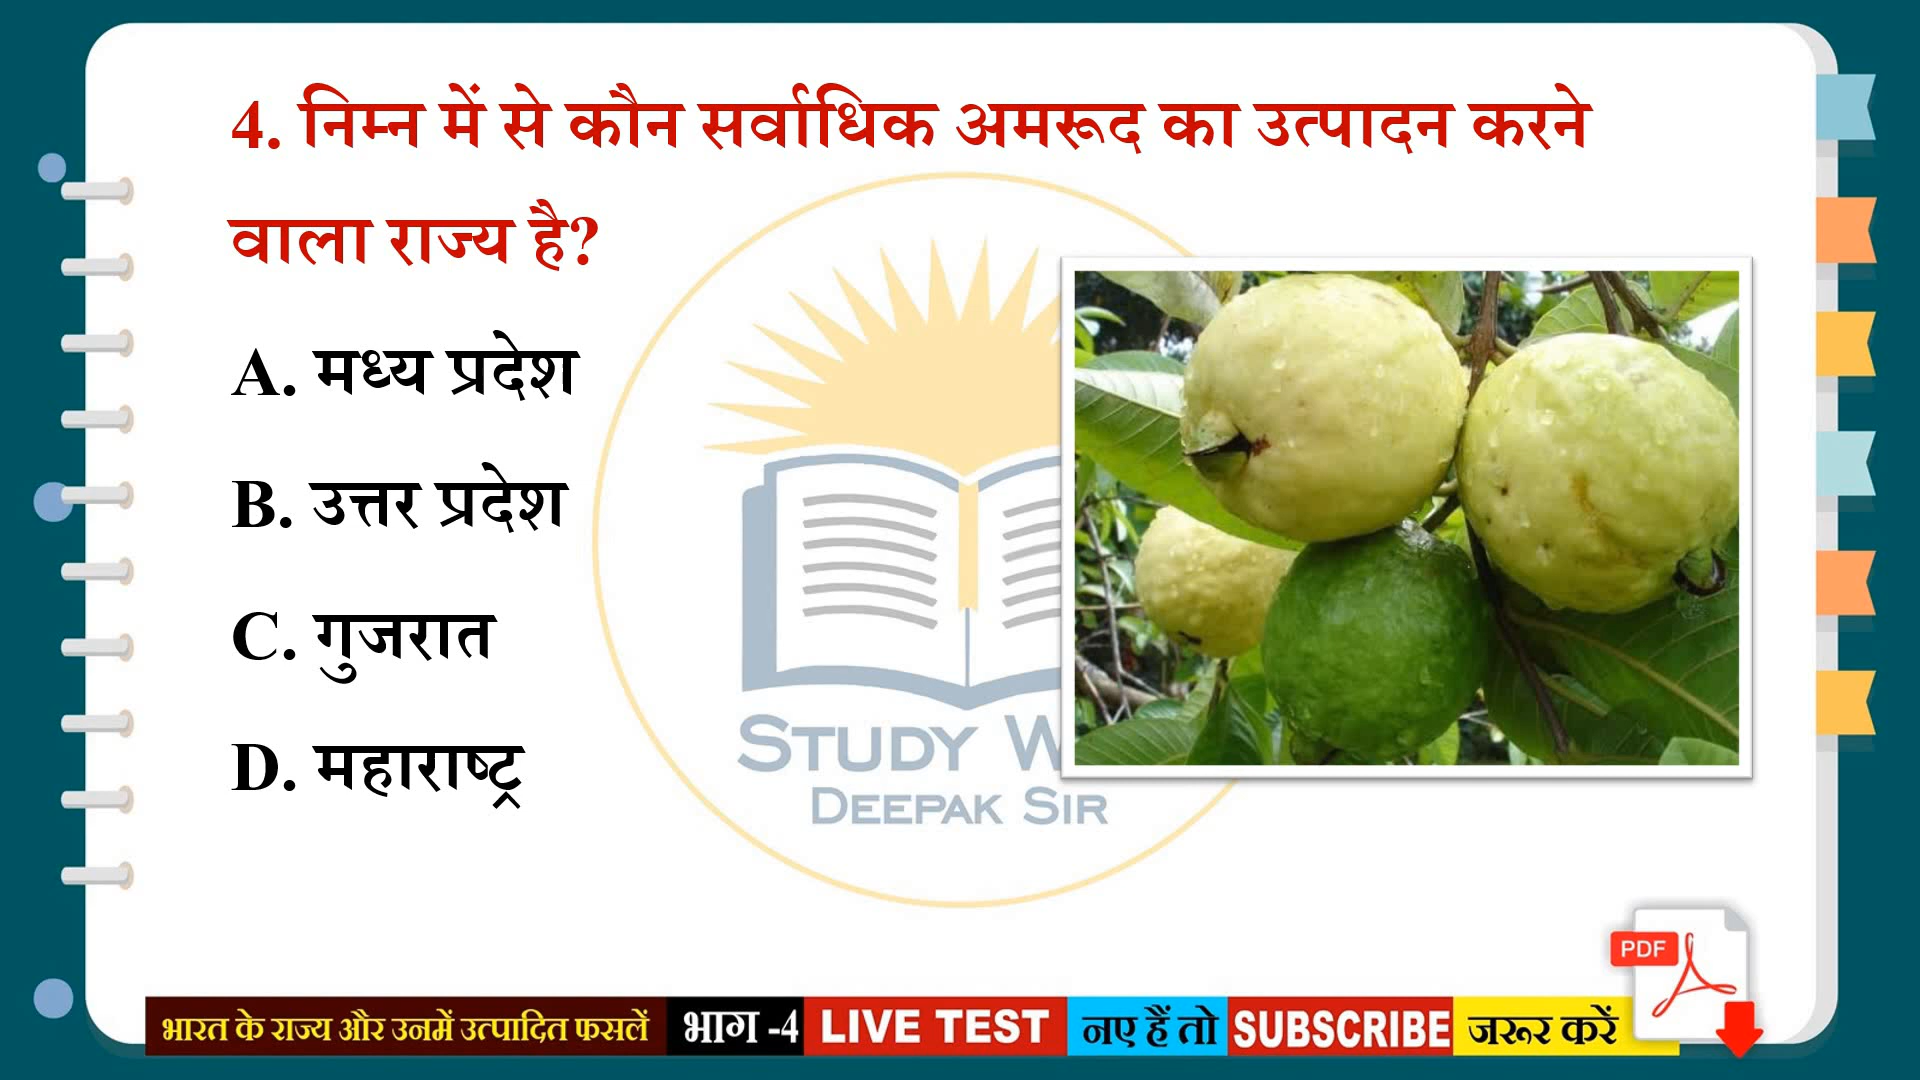 4. निम्न में से कौन सर्वाधिक अमरूद का उत्पादन करने
वाला राज्य है?
A. मध्य प्रदेश
B. उत्तर प्रदेश
C. गुजरात
D. महाराष्ट्र
STUDY W
DEEPAK SIR
PDF
भारत के राज्य और उनमें उत्पादित फसलें भाग -4 LIVE TEST नए हैं तो SUBSCRIBE जरूर करें